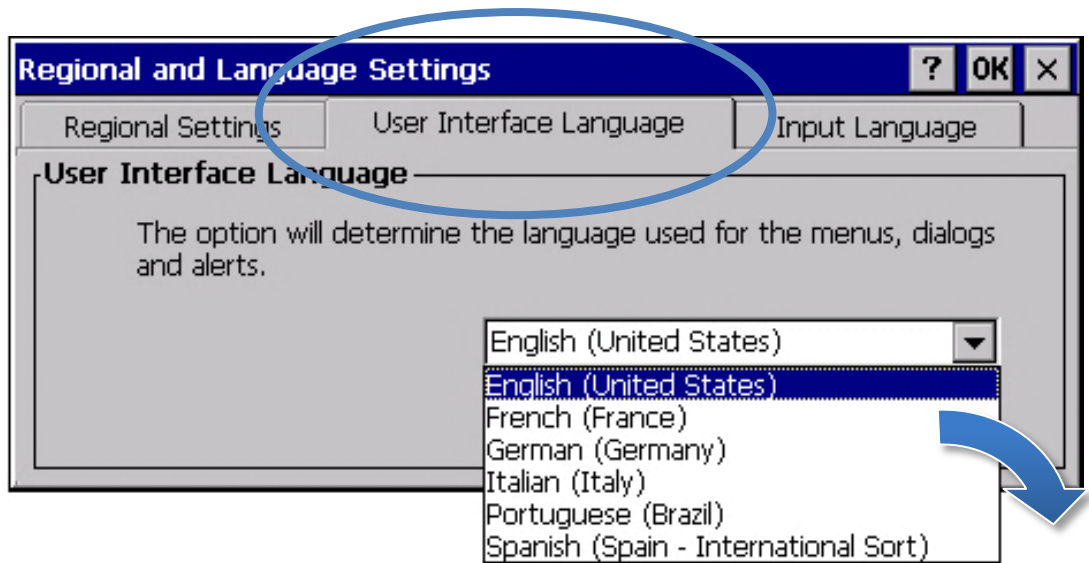 Regional and Language Settings ? OK ×
Regional Settings User Interface Language Input Language
User Interface Language
The option will determine the language used for the menus, dialogs
and alerts.
English (United States)
English (United States)
French (France)
German (Germany)
Italian (Italy)
Portuguese (Brazil)
Spanish (Spain - International Sort)